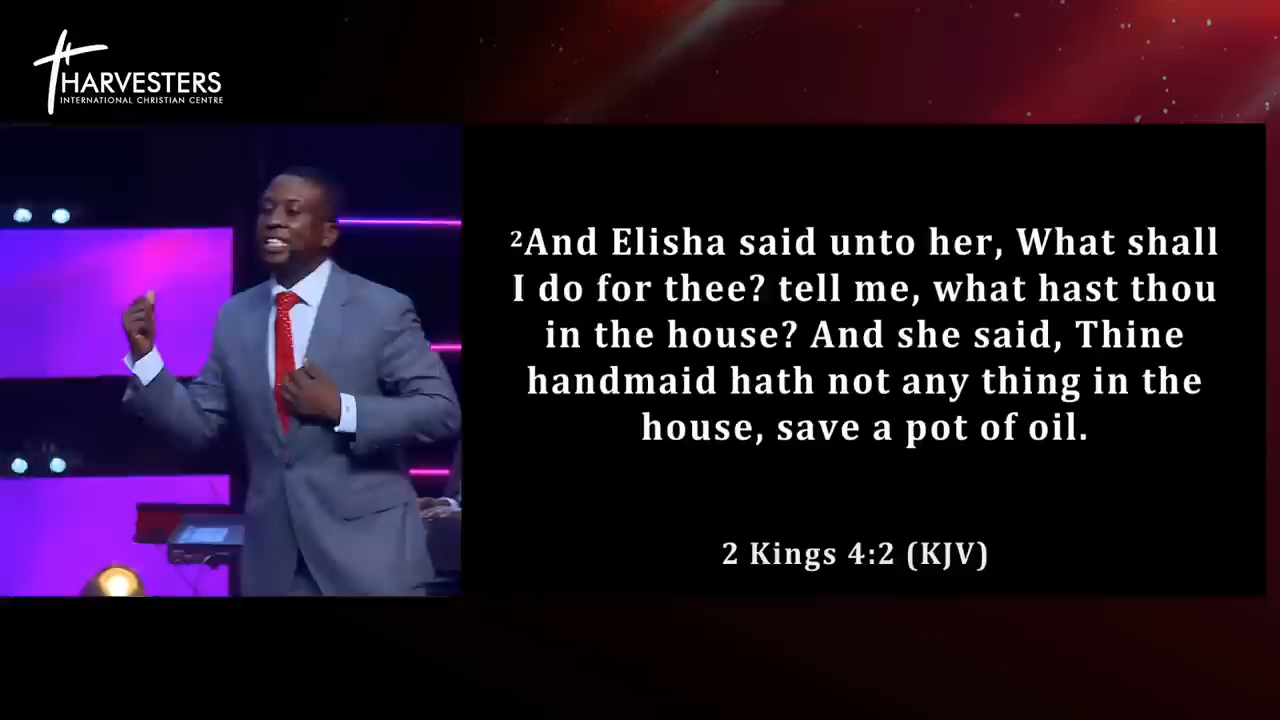 HARVESTERS
INTERNATIONAL CHRISTIAN CENTRE
²And Elisha said unto her, What shall
I do for thee? tell me, what hast thou
in the house? And she said, Thine
handmaid hath not any thing in the
house, save a pot of oil.
2 Kings 4:2 (KJV)